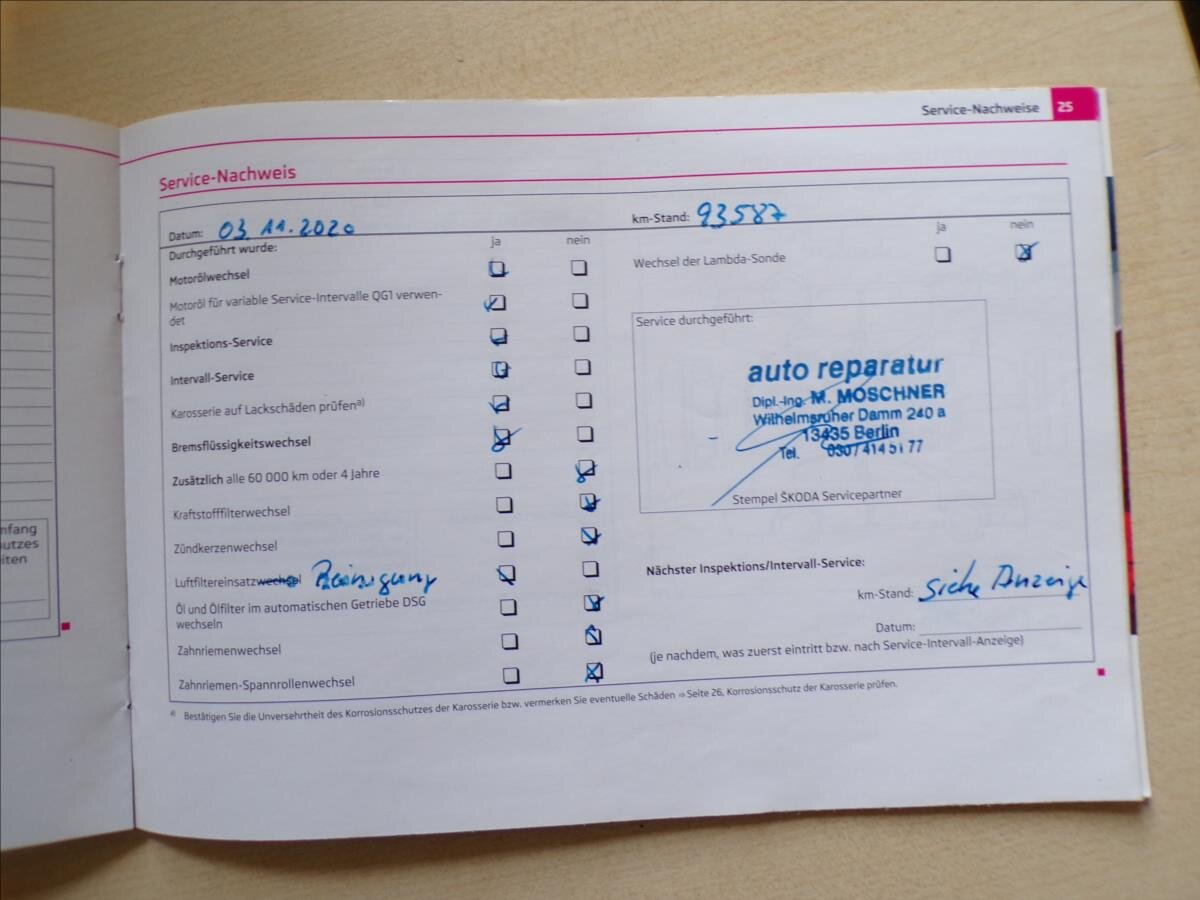 Service-Nachweise 25
Service-Nachweis
Datum: 03.11.2020
km-Stand: 93587
Durchgeführt wurde:
ja nein
ja nein
Motorölwechsel
Motoröl für variable Service-Intervalle QG1 verwen-
det
Inspektions-Service
Intervall-Service
Karosserie auf Lackschäden prüfenᵃ⁾
Bremsflüssigkeitswechsel
Zusätzlich alle 60 000 km oder 4 Jahre
Kraftstofffilterwechsel
Zündkerzenwechsel
Luftfiltereinsatzwechsel Reinigung
Öl und Ölfilter im automatischen Getriebe DSG
wechseln
Zahnriemenwechsel
Zahnriemen-Spannrollenwechsel
Wechsel der Lambda-Sonde
Service durchgeführt:
auto reparatur
Dipl.-Ing. M. MOSCHNER
Wilhelmsruher Damm 240 a
13435 Berlin
Tel. 030/414 51 77
Stempel ŠKODA Servicepartner
Nächster Inspektions/Intervall-Service:
km-Stand: siehe Anzeige
Datum:
(je nachdem, was zuerst eintritt bzw. nach Service-Intervall-Anzeige)
ᵃ⁾ Bestätigen Sie die Unversehrtheit des Korrosionsschutzes der Karosserie bzw. vermerken Sie eventuelle Schäden ⇒ Seite 26, Korrosionsschutz der Karosserie prüfen.
nfang
utzes
iten